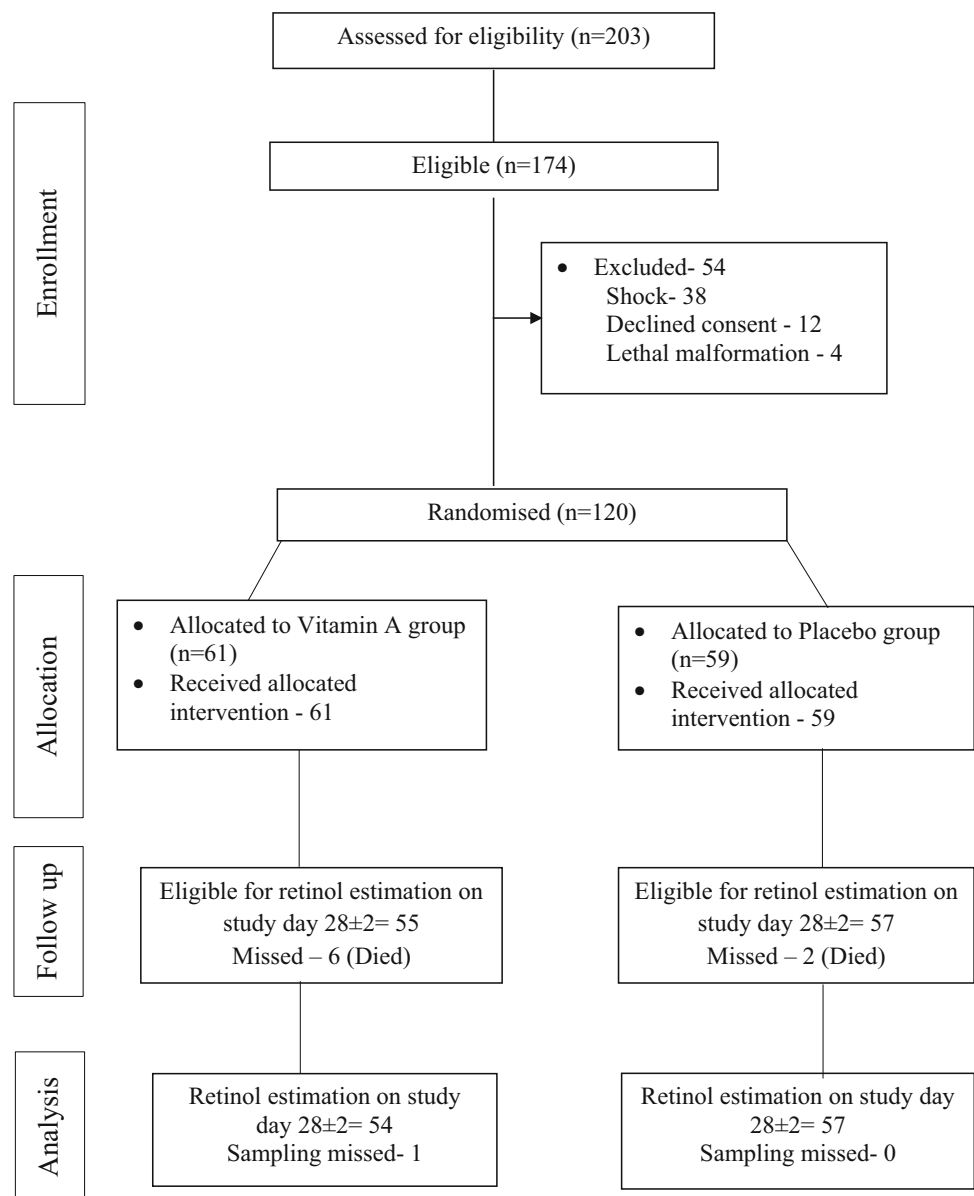 Assessed for eligibility (n=203)
Enrollment
Eligible (n=174)
• Excluded- 54
Shock- 38
Declined consent - 12
Lethal malformation - 4
Randomised (n=120)
Allocation
• Allocated to Vitamin A group
(n=61)
• Received allocated
intervention - 61
• Allocated to Placebo group
(n=59)
• Received allocated
intervention - 59
Follow up
Eligible for retinol estimation on
study day 28±2= 55
Missed – 6 (Died)
Eligible for retinol estimation on
study day 28±2= 57
Missed – 2 (Died)
Analysis
Retinol estimation on study
day 28±2= 54
Sampling missed- 1
Retinol estimation on study day
28±2= 57
Sampling missed- 0